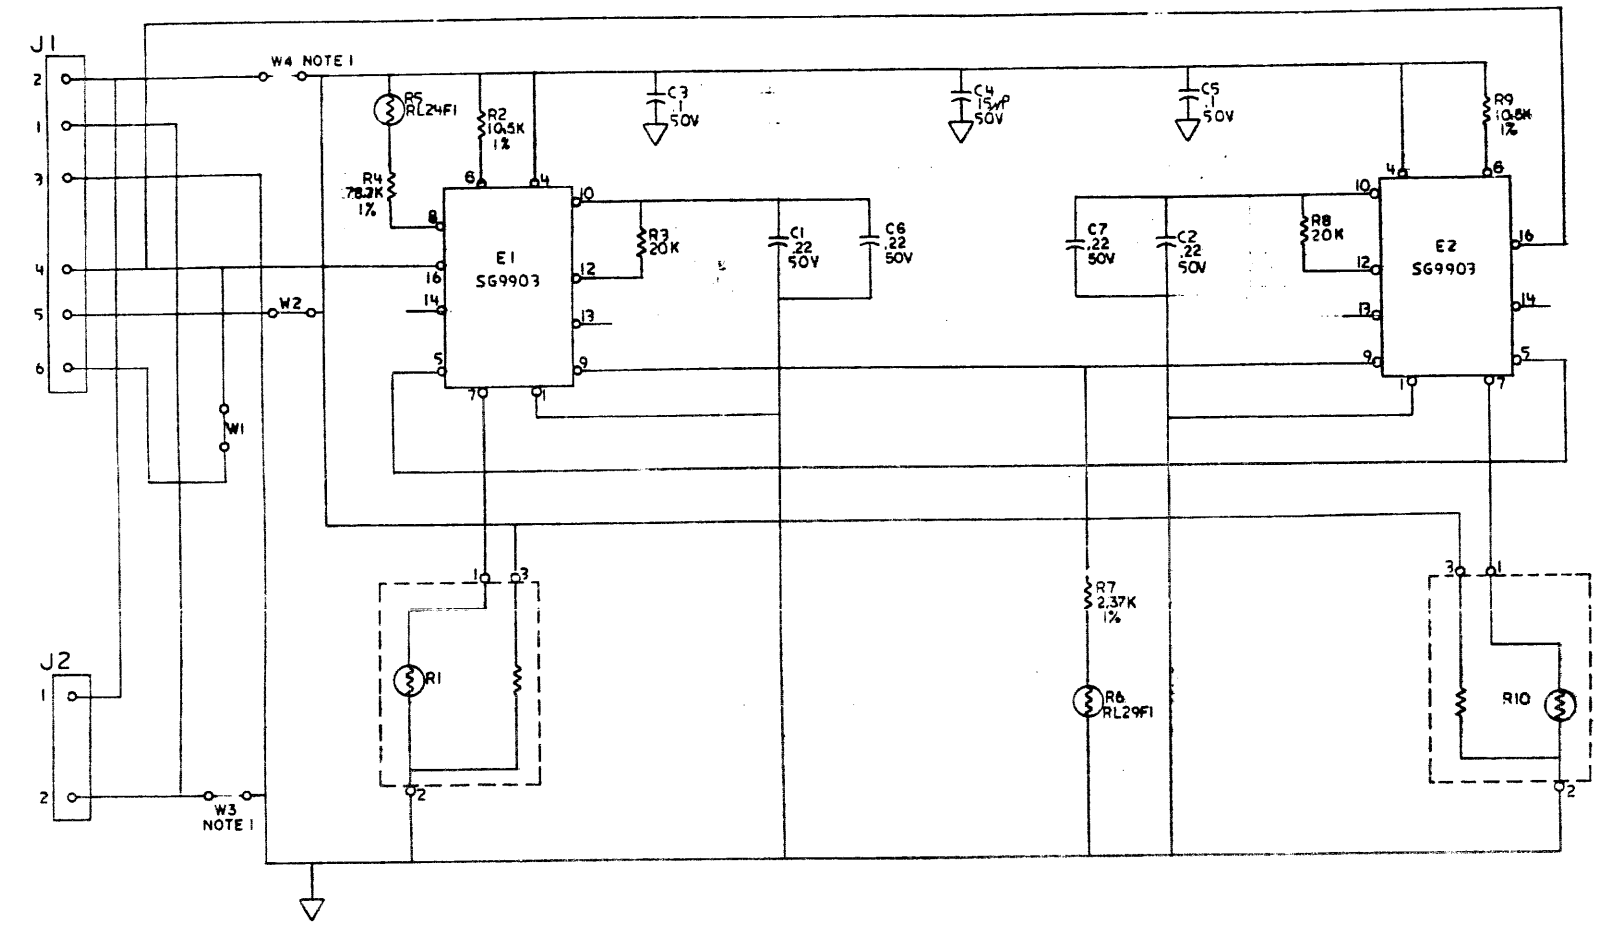 J1
2
1
3
4
5
6
W4 NOTE 1
R5
RL24F1
R4
78.7K
1%
R2
10.5K
1%
C3
.1
50V
C4
50V
C5
.1
50V
R9
10.5K
1%
6
4
8
16
14
5
7
1
10
12
13
9
E1
SG9903
R3
20K
C1
.22
50V
C6
.22
50V
C7
.22
50V
C2
.22
50V
R8
20K
4
6
10
12
13
9
1
7
16
14
5
E2
SG9903
W2
W1
1
3
R1
2
R7
2.37K
1%
R6
RL29F1
3
1
R10
2
J2
1
2
W3
NOTE 1